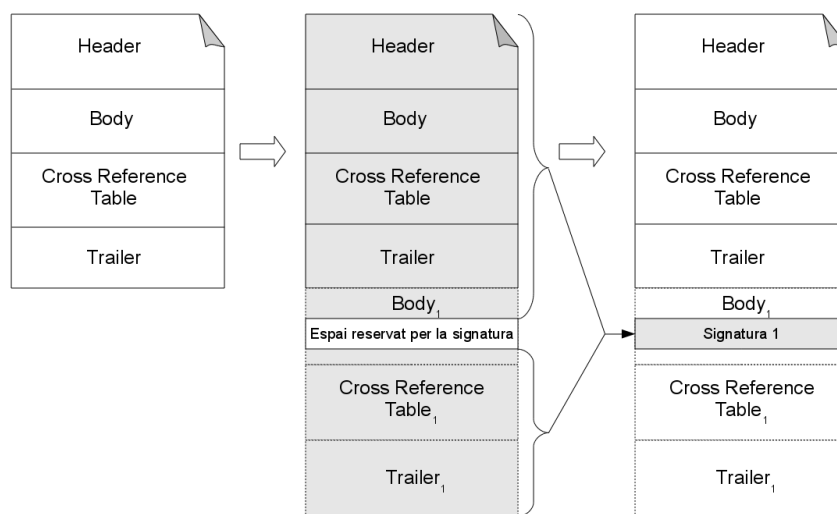 Header
Body
Cross Reference
Table
Trailer
Header
Body
Cross Reference
Table
Trailer
Body1
Espai reservat per la signatura
Cross Reference
Table1
Trailer1
Header
Body
Cross Reference
Table
Trailer
Body1
Signatura 1
Cross Reference
Table1
Trailer1